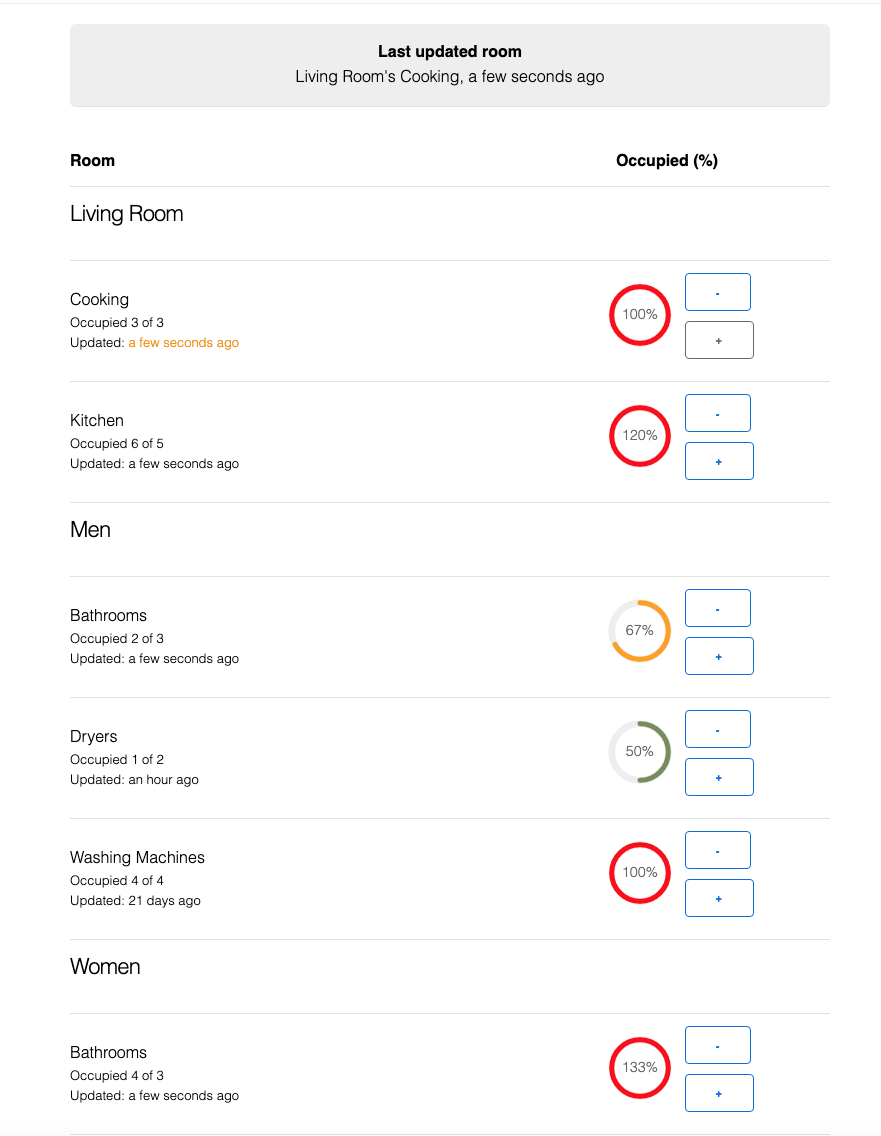 Last updated room
Living Room's Cooking, a few seconds ago
Room Occupied (%)
Living Room
Cooking
Occupied 3 of 3
Updated: a few seconds ago
100%
-
+
Kitchen
Occupied 6 of 5
Updated: a few seconds ago
120%
-
+
Men
Bathrooms
Occupied 2 of 3
Updated: a few seconds ago
67%
-
+
Dryers
Occupied 1 of 2
Updated: an hour ago
50%
-
+
Washing Machines
Occupied 4 of 4
Updated: 21 days ago
100%
-
+
Women
Bathrooms
Occupied 4 of 3
Updated: a few seconds ago
133%
-
+